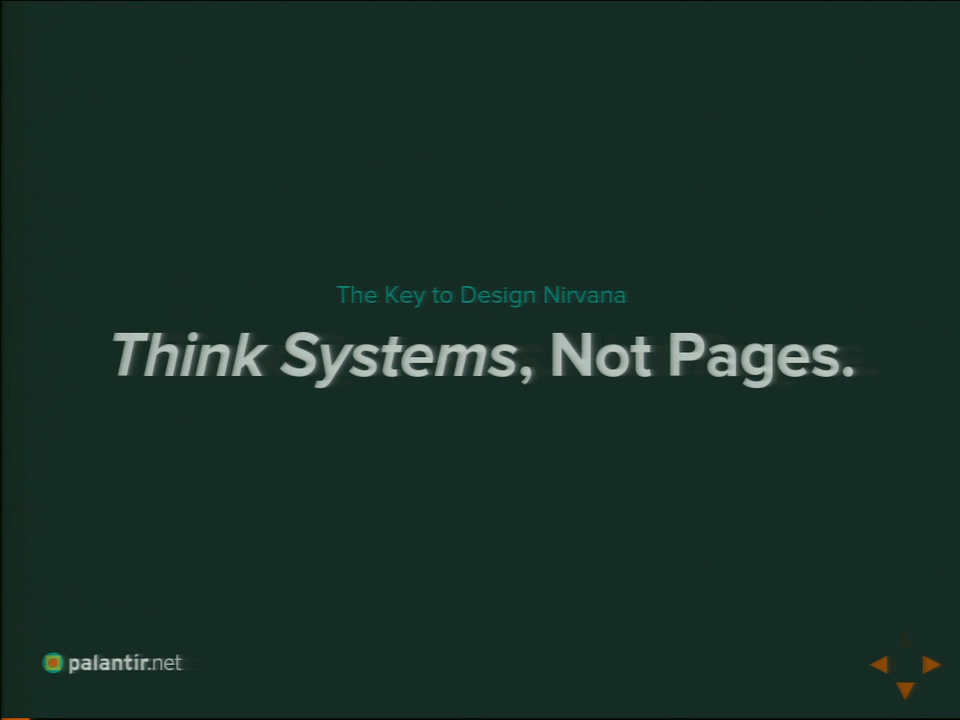 The Key to Design Nirvana
Think Systems, Not Pages.
palantir.net